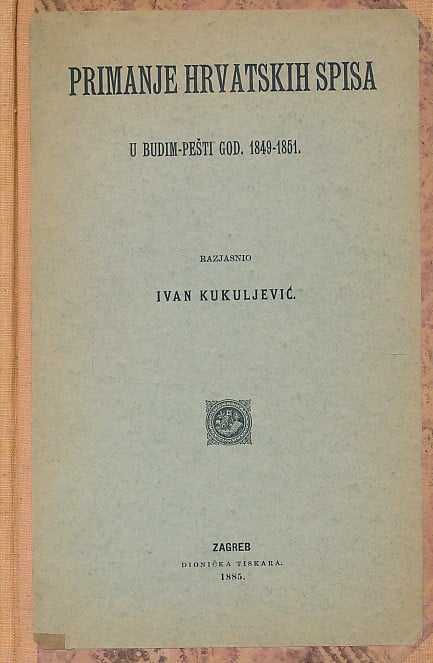 PRIMANJE HRVATSKIH SPISA
U BUDIM-PEŠTI GOD. 1849-1851.
RAZJASNIO
IVAN KUKULJEVIĆ.
ZAGREB
DIONIČKA TISKARA.
1885.